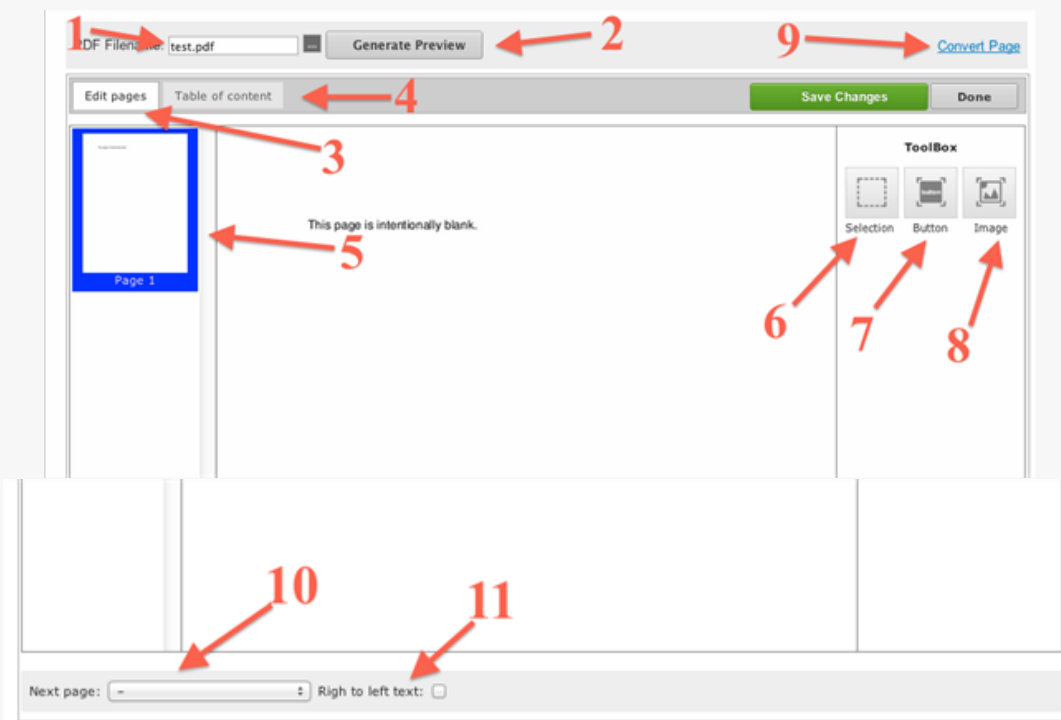 1 PDF Filename: test.pdf ... Generate Preview 2 9 Convert Page
Edit pages Table of content 4 Save Changes Done
3
ToolBox
This page is intentionally blank.
Selection Button Image
5
Page 1
6 7 8
10 11
Next page: – Righ to left text: